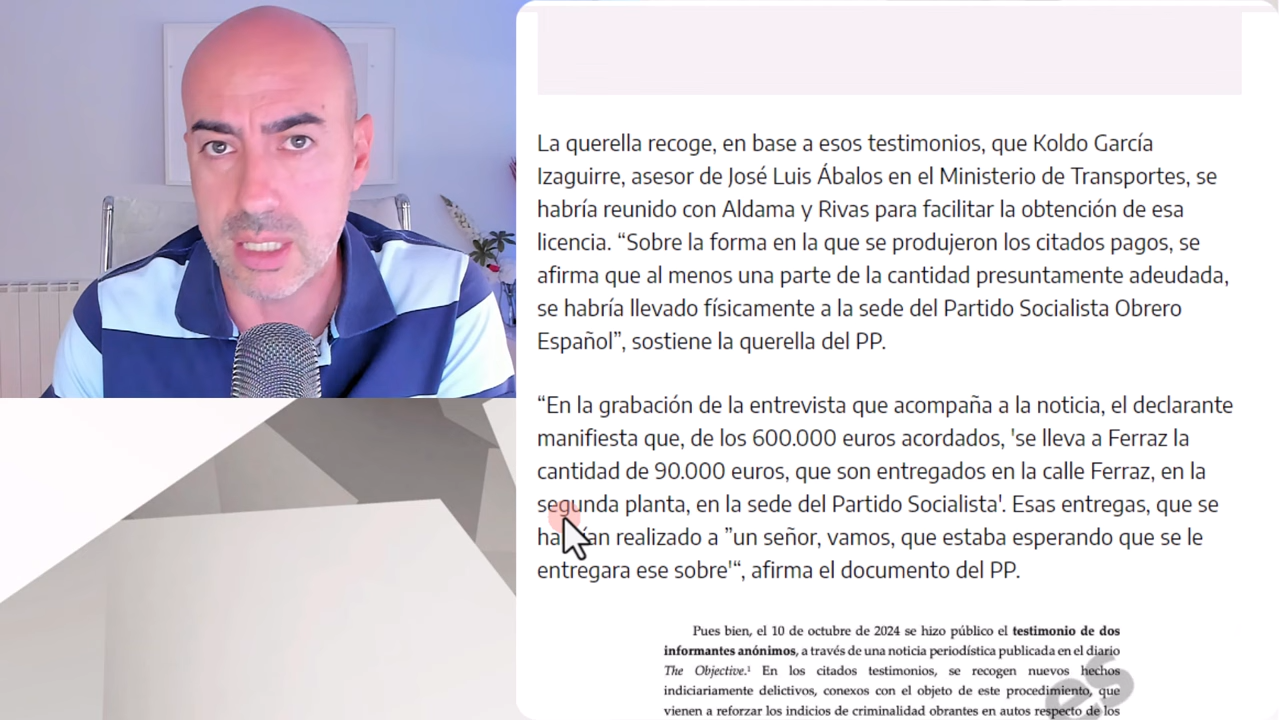 La querella recoge, en base a esos testimonios, que Koldo García
Izaguirre, asesor de José Luis Ábalos en el Ministerio de Transportes, se
habría reunido con Aldama y Rivas para facilitar la obtención de esa
licencia. “Sobre la forma en la que se produjeron los citados pagos, se
afirma que al menos una parte de la cantidad presuntamente adeudada,
se habría llevado físicamente a la sede del Partido Socialista Obrero
Español”, sostiene la querella del PP.
“En la grabación de la entrevista que acompaña a la noticia, el declarante
manifiesta que, de los 600.000 euros acordados, 'se lleva a Ferraz la
cantidad de 90.000 euros, que son entregados en la calle Ferraz, en la
segunda planta, en la sede del Partido Socialista'. Esas entregas, que se
habrían realizado a ”un señor, vamos, que estaba esperando que se le
entregara ese sobre'“, afirma el documento del PP.
Pues bien, el 10 de octubre de 2024 se hizo público el testimonio de dos
informantes anónimos, a través de una noticia periodística publicada en el diario
The Objective.¹ En los citados testimonios, se recogen nuevos hechos
indiciariamente delictivos, conexos con el objeto de este procedimiento, que
vienen a reforzar los indicios de criminalidad obrantes en autos respecto de los
es